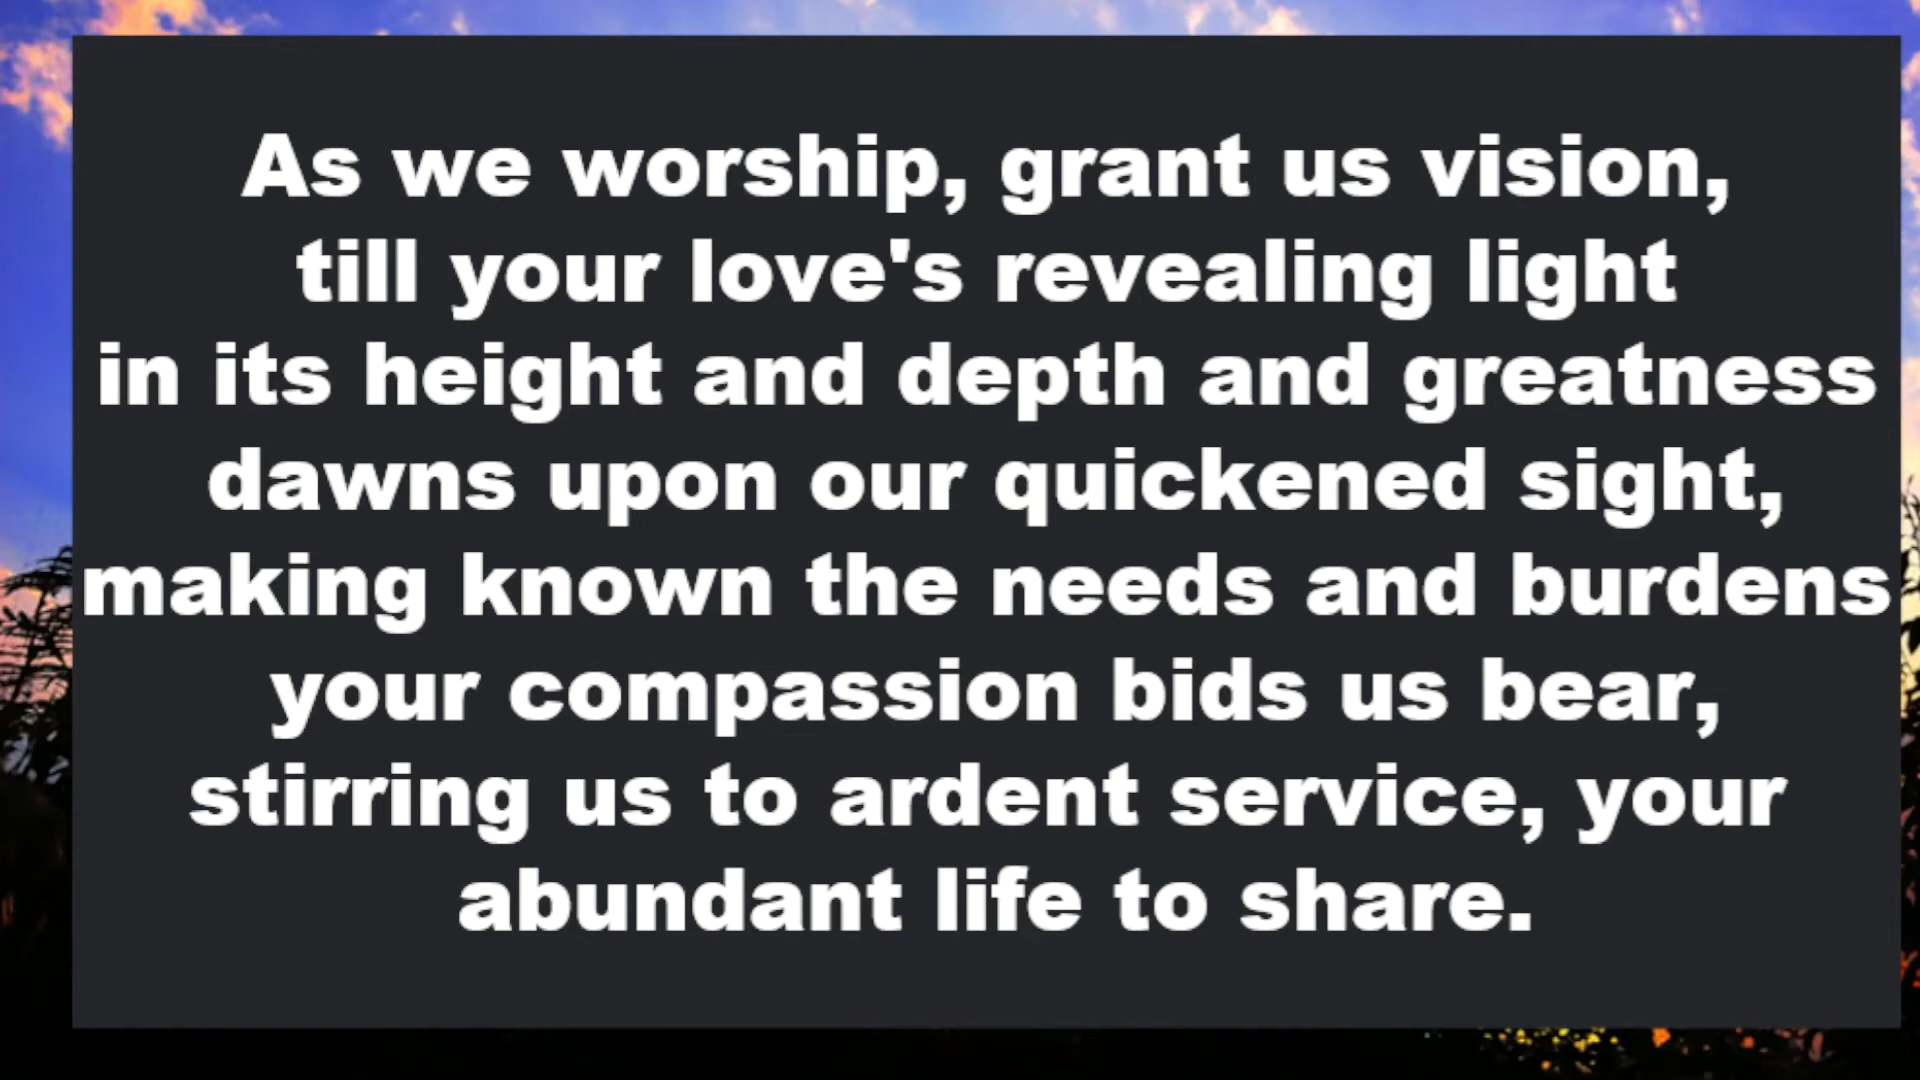 As we worship, grant us vision,
till your love's revealing light
in its height and depth and greatness
dawns upon our quickened sight,
making known the needs and burdens
your compassion bids us bear,
stirring us to ardent service, your
abundant life to share.